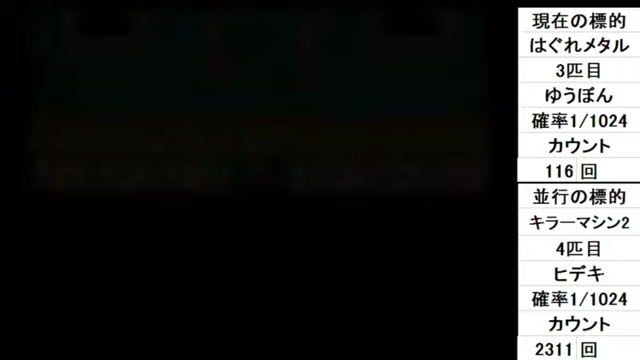 現在の標的
はぐれメタル
3匹目
ゆうぼん
確率1/1024
カウント
116 回
並行の標的
キラーマシン2
4匹目
ヒデキ
確率1/1024
カウント
2311 回